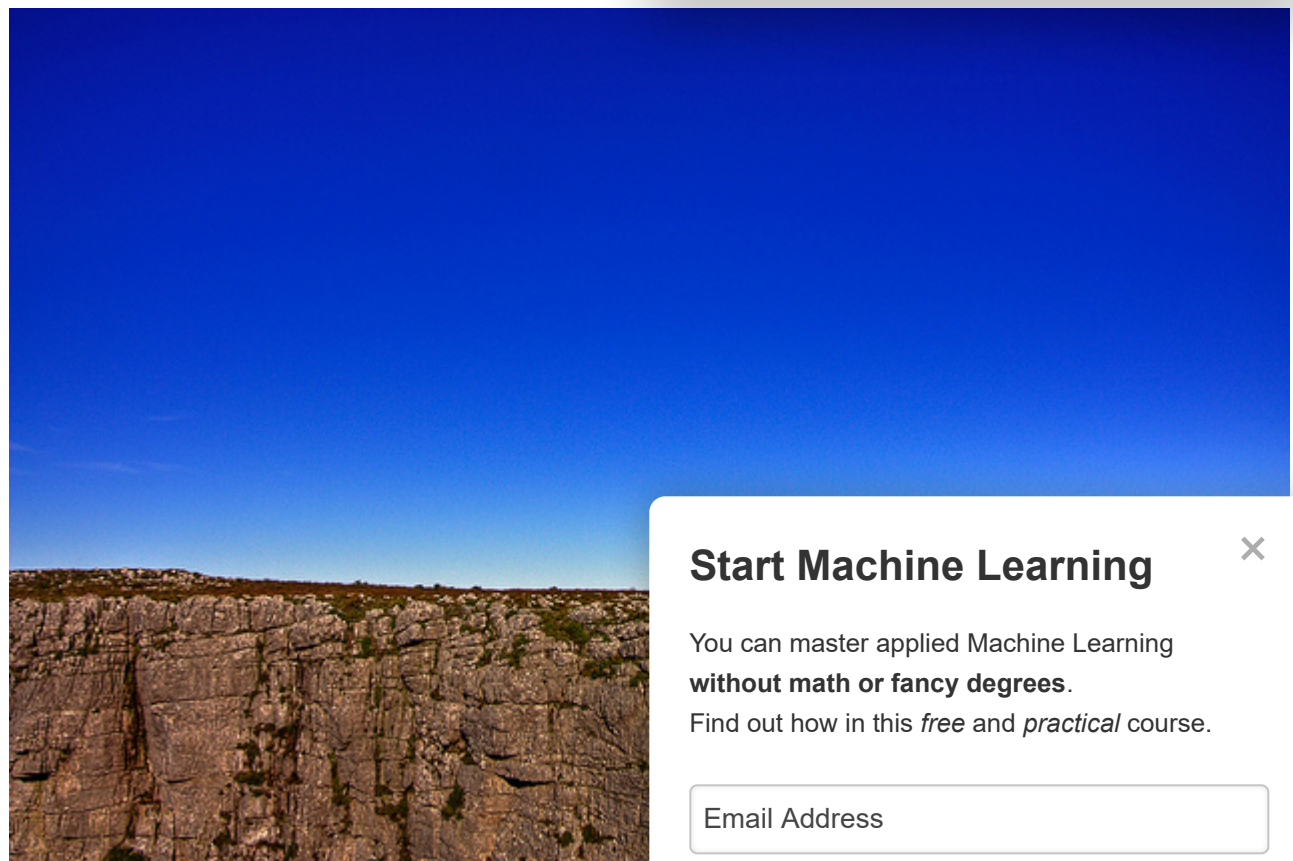 Start Machine Learning
You can master applied Machine Learning
without math or fancy degrees.
Find out how in this free and practical course.
Email Address